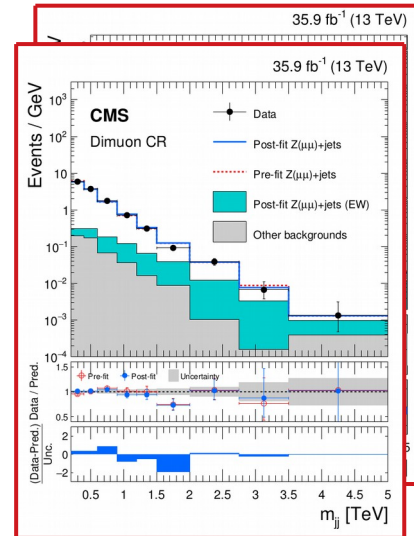 35.9 fb⁻¹ (13 TeV)
35.9 fb⁻¹ (13 TeV)
Events / GeV
CMS
Dimuon CR
Data
Post-fit Z(μμ)+jets
Pre-fit Z(μμ)+jets
Post-fit Z(μμ)+jets (EW)
Other backgrounds
10³
10²
10
1
10⁻¹
10⁻²
10⁻³
10⁻⁴
Data / Pred.
1.5
1.0
0.5
Pre-fit
Post-fit
Uncertainty
(Data-Pred.)
Unc.
2
0
−2
0.5 1 1.5 2 2.5 3 3.5 4 4.5 5
m_jj [TeV]